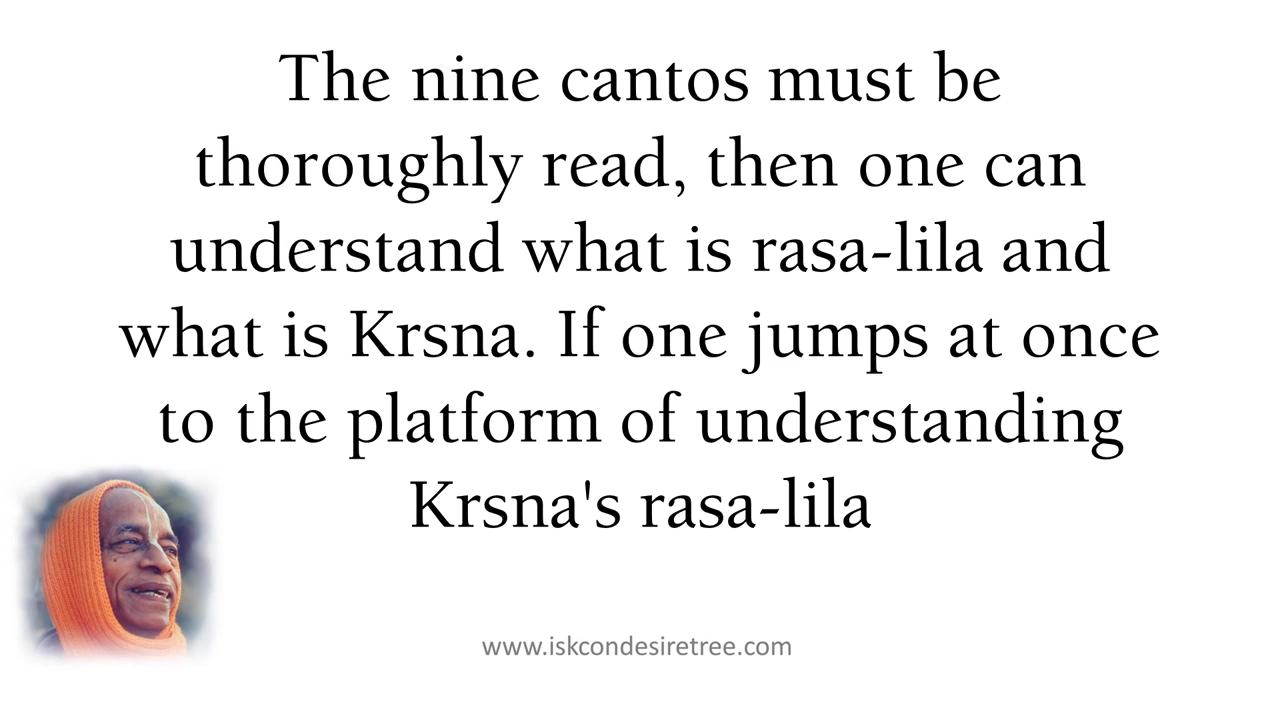 The nine cantos must be
thoroughly read, then one can
understand what is rasa-lila and
what is Krsna. If one jumps at once
to the platform of understanding
Krsna's rasa-lila
www.iskcondesiretree.com